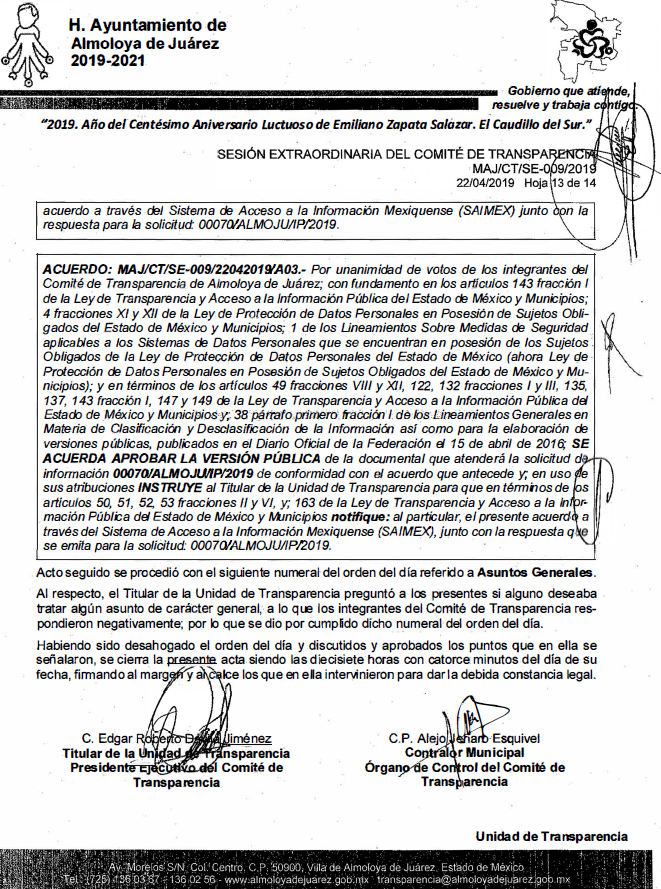 H. Ayuntamiento de
Almoloya de Juárez
2019-2021
Gobierno que atiende,
resuelve y trabaja contigo.
"2019. Año del Centésimo Aniversario Luctuoso de Emiliano Zapata Salazar. El Caudillo del Sur."
SESIÓN EXTRAORDINARIA DEL COMITÉ DE TRANSPARENCIA
MAJ/CT/SE-009/2019
22/04/2019 Hoja 13 de 14
acuerdo a través del Sistema de Acceso a la Información Mexiquense (SAIMEX) junto con la
respuesta para la solicitud: 00070/ALMOJU/IP/2019.
ACUERDO: MAJ/CT/SE-009/22042019/A03.- Por unanimidad de votos de los integrantes del
Comité de Transparencia de Almoloya de Juárez; con fundamento en los artículos 143 fracción I
de la Ley de Transparencia y Acceso a la Información Pública del Estado de México y Municipios;
4 fracciones XI y XII de la Ley de Protección de Datos Personales en Posesión de Sujetos Obli-
gados del Estado de México y Municipios; 1 de los Lineamientos Sobre Medidas de Seguridad
aplicables a los Sistemas de Datos Personales que se encuentran en posesión de los Sujetos
Obligados de la Ley de Protección de Datos Personales del Estado de México (ahora Ley de
Protección de Datos Personales en Posesión de Sujetos Obligados del Estado de México y Mu-
nicipios); y en términos de los artículos 49 fracciones VIII y XII, 122, 132 fracciones I y III, 135,
137, 143 fracción I, 147 y 149 de la Ley de Transparencia y Acceso a la Información Pública del
Estado de México y Municipios y; 38 párrafo primero fracción I de los Lineamientos Generales en
Materia de Clasificación y Desclasificación de la Información así como para la elaboración de
versiones públicas, publicados en el Diario Oficial de la Federación el 15 de abril de 2016; SE
ACUERDA APROBAR LA VERSIÓN PÚBLICA de la documental que atenderá la solicitud de
información 00070/ALMOJU/IP/2019 de conformidad con el acuerdo que antecede y; en uso de
sus atribuciones INSTRUYE al Titular de la Unidad de Transparencia para que en términos de los
artículos 50, 51, 52, 53 fracciones II y VI, y; 163 de la Ley de Transparencia y Acceso a la Infor-
mación Pública del Estado de México y Municipios notifique: al particular, el presente acuerdo a
través del Sistema de Acceso a la Información Mexiquense (SAIMEX), junto con la respuesta que
se emita para la solicitud: 00070/ALMOJU/IP/2019.
Acto seguido se procedió con el siguiente numeral del orden del día referido a Asuntos Generales.
Al respecto, el Titular de la Unidad de Transparencia preguntó a los presentes si alguno deseaba
tratar algún asunto de carácter general, a lo que los integrantes del Comité de Transparencia res-
pondieron negativamente; por lo que se dio por cumplido dicho numeral del orden del día.
Habiendo sido desahogado el orden del día y discutidos y aprobados los puntos que en ella se
señalaron, se cierra la presente acta siendo las diecisiete horas con catorce minutos del día de su
fecha, firmando al margen y al calce los que en ella intervinieron para dar la debida constancia legal.
C. Edgar Roberto Jiménez
Titular de la Unidad de Transparencia
Presidente Ejecutivo del Comité de
Transparencia
C.P. Alejo Jenaro Esquivel
Contralor Municipal
Órgano de Control del Comité de
Transparencia
Unidad de Transparencia
Av. Morelos S/N, Col. Centro, C.P. 50900, Villa de Almoloya de Juárez, Estado de México
Tel: (725) 136 03 67 - 136 02 56 - www.almoloyadejuarez.gob.mx transparencia@almoloyadejuarez.gob.mx